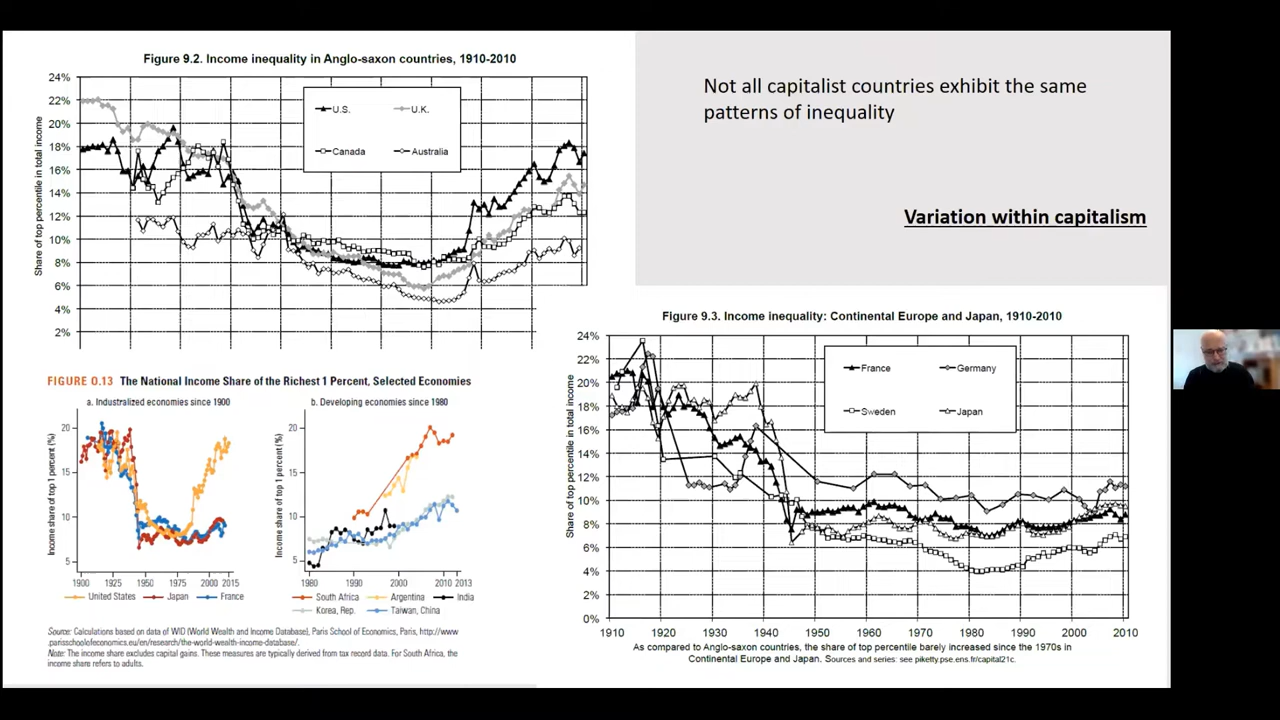 Figure 9.2. Income inequality in Anglo-saxon countries, 1910-2010
Share of top percentile in total income
24%
22%
20%
18%
16%
14%
12%
10%
8%
6%
4%
2%
U.S.
U.K.
Canada
Australia
Not all capitalist countries exhibit the same
patterns of inequality
Variation within capitalism
FIGURE O.13 The National Income Share of the Richest 1 Percent, Selected Economies
a. Industralized economies since 1900
Income share of top 1 percent (%)
20
15
10
5
1900 1925 1950 1975 2000 2015
United States Japan France
b. Developing economies since 1980
Income share of top 1 percent (%)
20
15
10
5
1980 1990 2000 2010 2013
South Africa Argentina India
Korea, Rep. Taiwan, China
Source: Calculations based on data of WID (World Wealth and Income Database), Paris School of Economics, Paris, http://www
.parisschoolofeconomics.eu/en/research/the-world-wealth-income-database/.
Note: The income share excludes capital gains. These measures are typically derived from tax record data. For South Africa, the
income share refers to adults.
Figure 9.3. Income inequality: Continental Europe and Japan, 1910-2010
Share of top percentile in total income
24%
22%
20%
18%
16%
14%
12%
10%
8%
6%
4%
2%
0%
France
Germany
Sweden
Japan
1910 1920 1930 1940 1950 1960 1970 1980 1990 2000 2010
As compared to Anglo-saxon countries, the share of top percentile barely increased since the 1970s in
Continental Europe and Japan. Sources and series: see piketty.pse.ens.fr/capital21c.